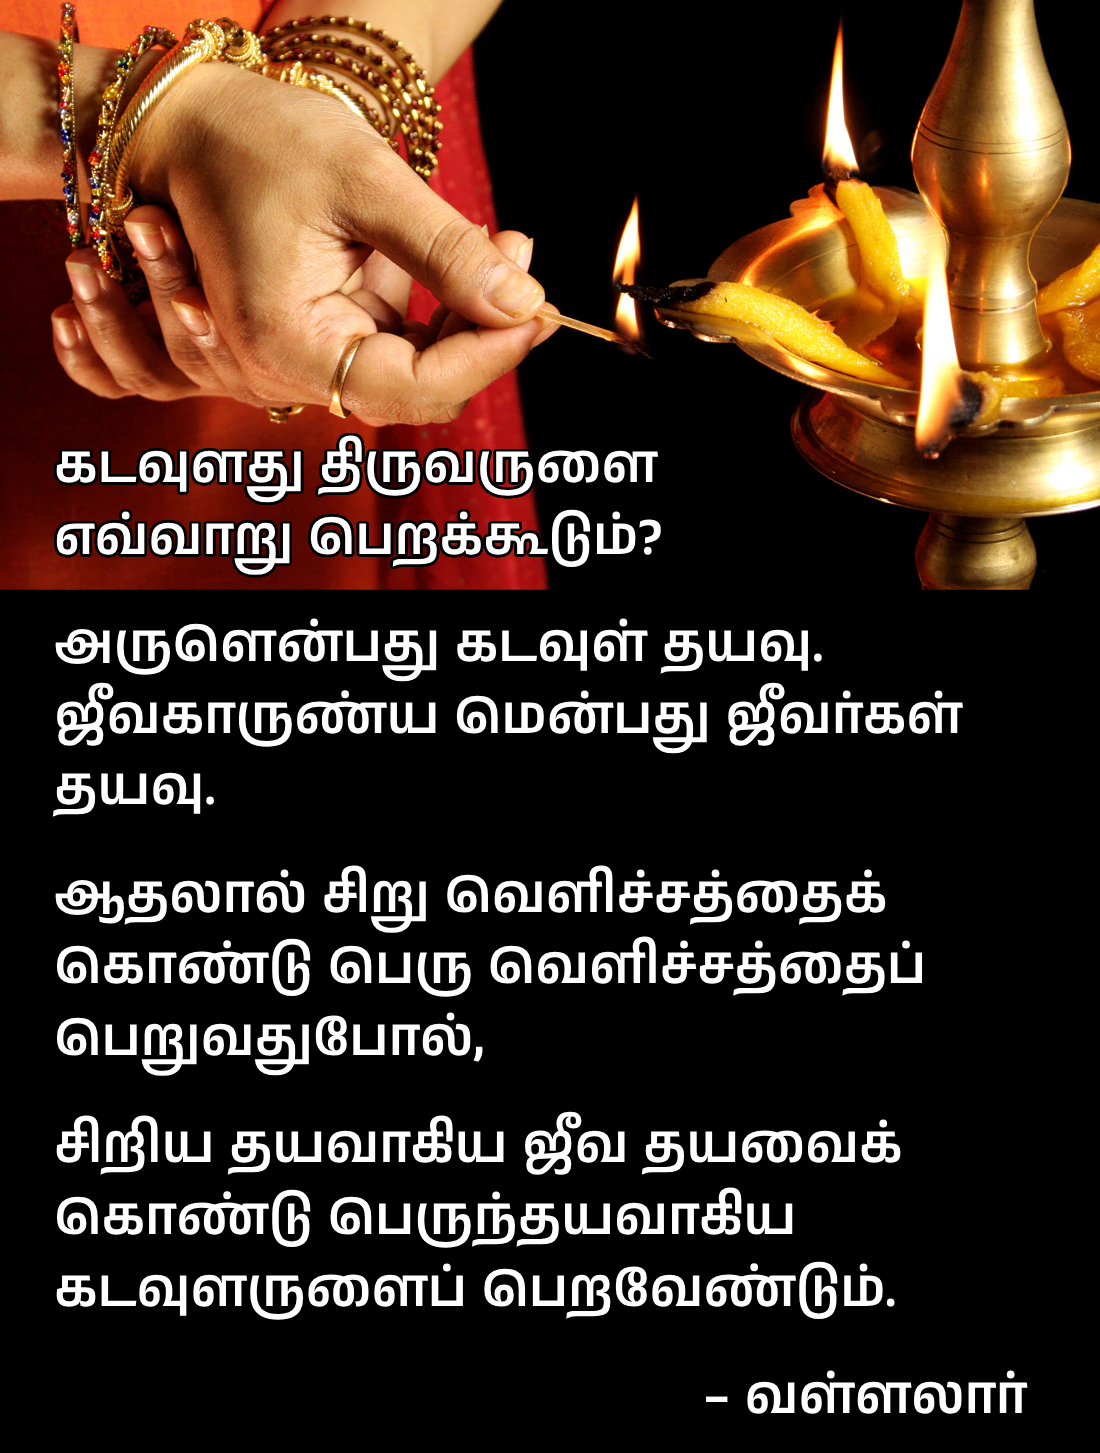 கடவுளது திருவருளை
எவ்வாறு பெறக்கூடும்?
அருளென்பது கடவுள் தயவு.
ஜீவகாருண்ய மென்பது ஜீவர்கள்
தயவு.
ஆதலால் சிறு வெளிச்சத்தைக்
கொண்டு பெரு வெளிச்சத்தைப்
பெறுவதுபோல்,
சிறிய தயவாகிய ஜீவ தயவைக்
கொண்டு பெருந்தயவாகிய
கடவுளருளைப் பெறவேண்டும்.
– வள்ளலார்